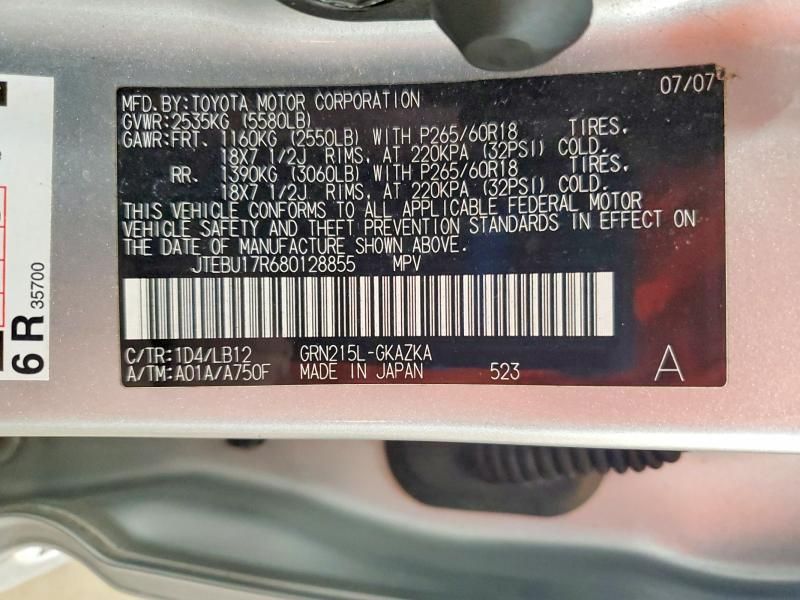 07/07
MFD. BY:TOYOTA MOTOR CORPORATION
GVWR:2535KG (5580LB)
GAWR:FRT. 1160KG (2550LB) WITH P265/60R18 TIRES,
18X7 1/2J RIMS, AT 220KPA (32PSI) COLD.
RR. 1390KG (3060LB) WITH P265/60R18 TIRES,
18X7 1/2J RIMS, AT 220KPA (32PSI) COLD.
THIS VEHICLE CONFORMS TO ALL APPLICABLE FEDERAL MOTOR
VEHICLE SAFETY AND THEFT PREVENTION STANDARDS IN EFFECT ON
THE DATE OF MANUFACTURE SHOWN ABOVE.
JTEBU17R680128855 MPV
C/TR:1D4/LB12 GRN215L-GKAZKA
A/TM:A01A/A750F MADE IN JAPAN 523 A
6 R 35700